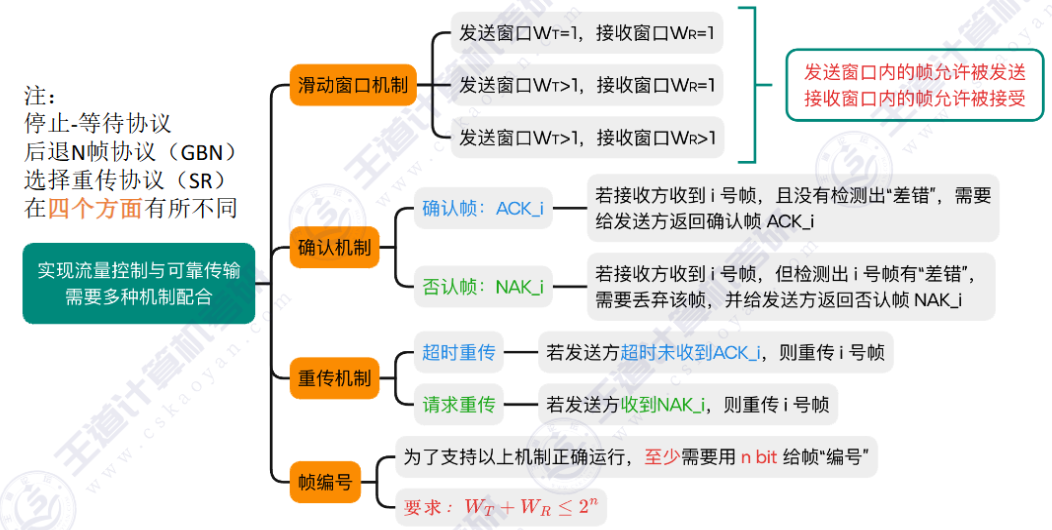 注：
停止-等待协议
后退N帧协议（GBN）
选择重传协议（SR）
在四个方面有所不同
实现流量控制与可靠传输
需要多种机制配合
滑动窗口机制
发送窗口WT=1，接收窗口WR=1
发送窗口WT>1，接收窗口WR=1
发送窗口WT>1，接收窗口WR>1
发送窗口内的帧允许被发送
接收窗口内的帧允许被接受
确认机制
确认帧：ACK_i
若接收方收到 i 号帧，且没有检测出“差错”，需要
给发送方返回确认帧 ACK_i
否认帧：NAK_i
若接收方收到 i 号帧，但检测出 i 号帧有“差错”，
需要丢弃该帧，并给发送方返回否认帧 NAK_i
重传机制
超时重传
若发送方超时未收到ACK_i，则重传 i 号帧
请求重传
若发送方收到NAK_i，则重传 i 号帧
帧编号
为了支持以上机制正确运行，至少需要用 n bit 给帧“编号”
要求：W_T + W_R ≤ 2^n
王道计算机考研
www.cskaoyan.com